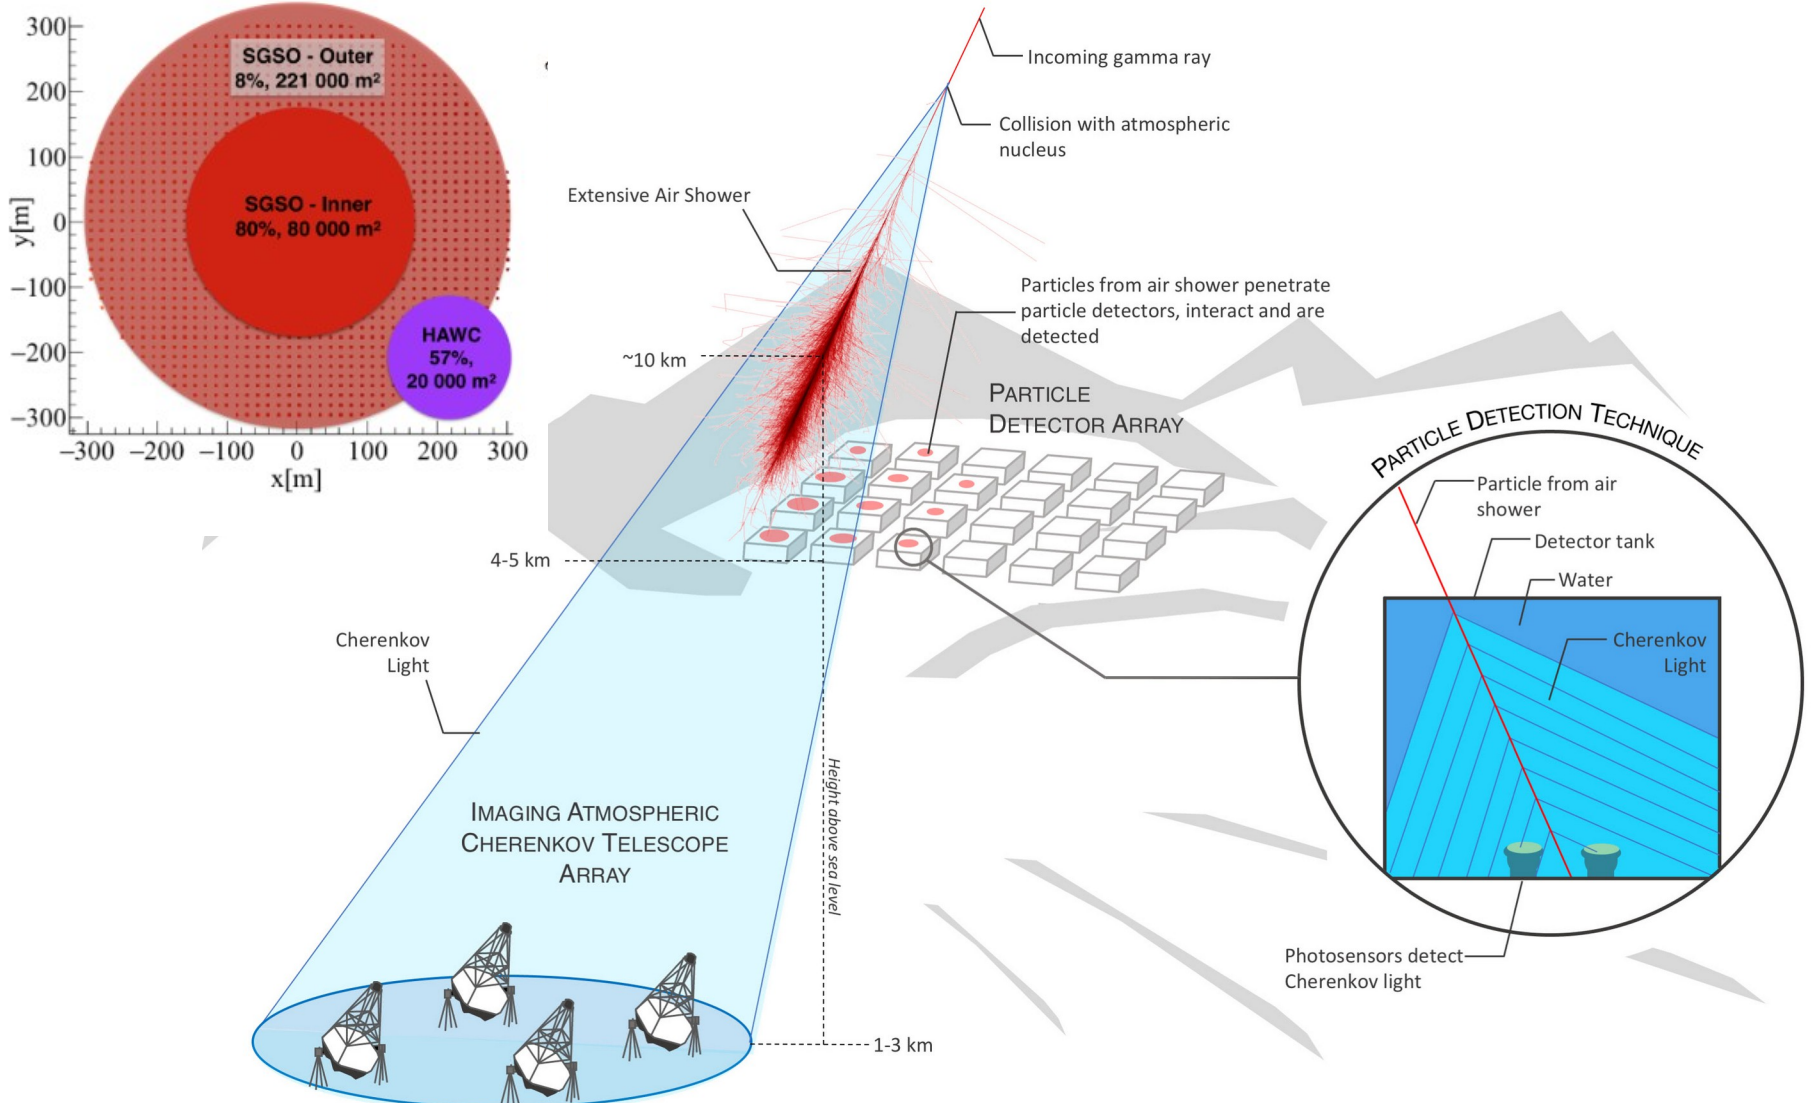 300
200
100
0
−100
−200
−300
y[m]
−300 −200 −100 0 100 200 300
x[m]
SGSO - Outer
8%, 221 000 m²
SGSO - Inner
80%, 80 000 m²
HAWC
57%,
20 000 m²
Incoming gamma ray
Collision with atmospheric
nucleus
Extensive Air Shower
Particles from air shower penetrate
particle detectors, interact and are
detected
~10 km
PARTICLE
DETECTOR ARRAY
4-5 km
Cherenkov
Light
Height above sea level
IMAGING ATMOSPHERIC
CHERENKOV TELESCOPE
ARRAY
1-3 km
PARTICLE DETECTION TECHNIQUE
Particle from air
shower
Detector tank
Water
Cherenkov
Light
Photosensors detect
Cherenkov light